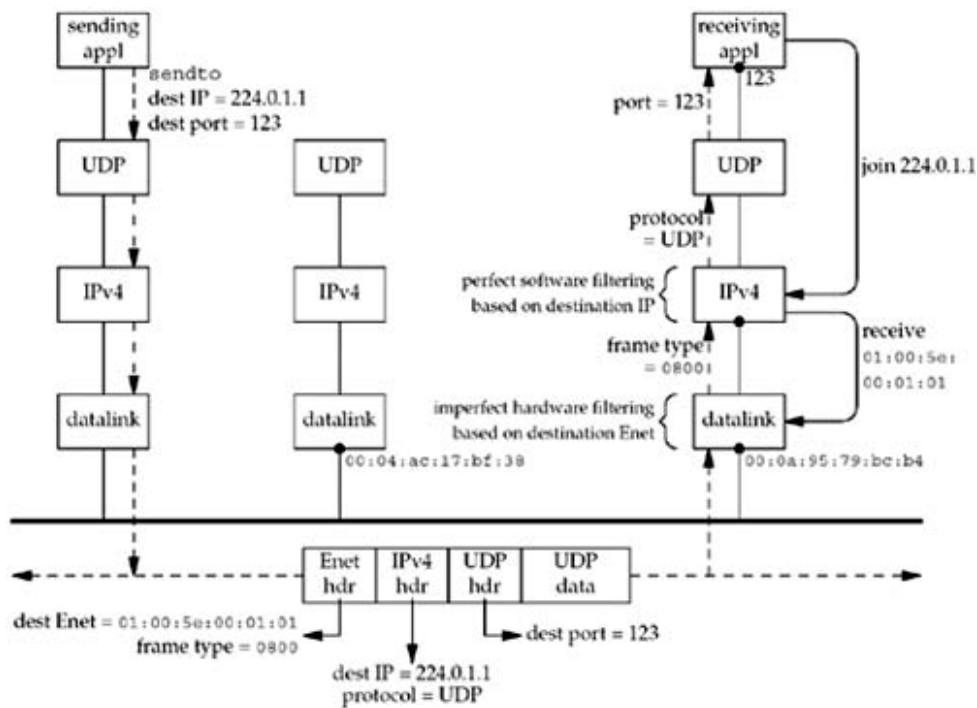 sending
appl
sendto
dest IP = 224.0.1.1
dest port = 123
UDP
IPv4
datalink
UDP
IPv4
datalink
00:04:ac:17:bf:38
receiving
appl
123
port = 123
UDP
join 224.0.1.1
protocol
= UDP
perfect software filtering
based on destination IP
IPv4
receive
01:00:5e:
00:01:01
frame type
= 0800
imperfect hardware filtering
based on destination Enet
datalink
00:0a:95:79:bc:b4
Enet
hdr
IPv4
hdr
UDP
hdr
UDP
data
dest Enet = 01:00:5e:00:01:01
frame type = 0800
dest port = 123
dest IP = 224.0.1.1
protocol = UDP